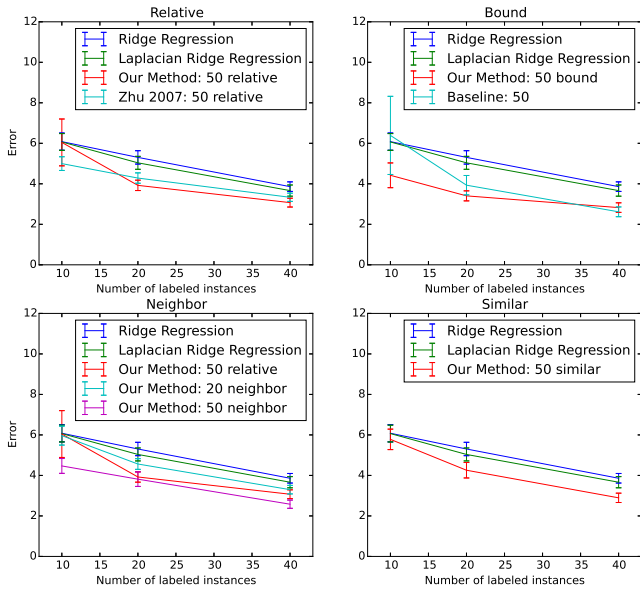 Relative
12
10
8
6
4
2
0
Error
Ridge Regression
Laplacian Ridge Regression
Our Method: 50 relative
Zhu 2007: 50 relative
10 15 20 25 30 35 40
Number of labeled instances
Bound
12
10
8
6
4
2
0
Ridge Regression
Laplacian Ridge Regression
Our Method: 50 bound
Baseline: 50
10 15 20 25 30 35 40
Number of labeled instances
Neighbor
12
10
8
6
4
2
0
Error
Ridge Regression
Laplacian Ridge Regression
Our Method: 50 relative
Our Method: 20 neighbor
Our Method: 50 neighbor
10 15 20 25 30 35 40
Number of labeled instances
Similar
12
10
8
6
4
2
0
Ridge Regression
Laplacian Ridge Regression
Our Method: 50 similar
10 15 20 25 30 35 40
Number of labeled instances